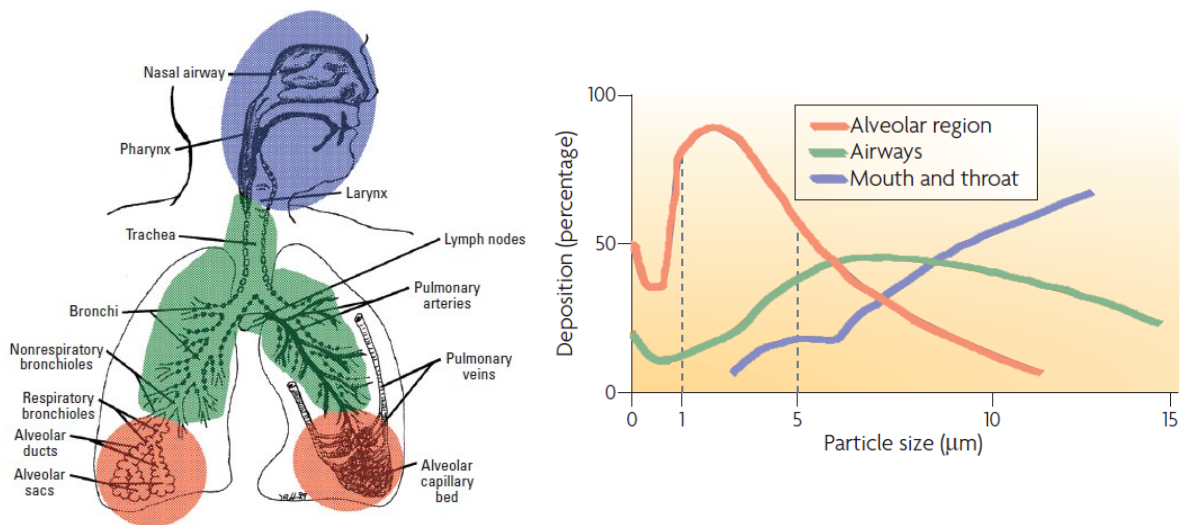 Nasal airway
Pharynx
Larynx
Trachea
Lymph nodes
Bronchi
Pulmonary
arteries
Nonrespiratory
bronchioles
Pulmonary
veins
Respiratory
bronchioles
Alveolar
ducts
Alveolar
sacs
Alveolar
capillary
bed
100
50
0
Deposition (percentage)
Alveolar region
Airways
Mouth and throat
0
1
5
10
15
Particle size (μm)